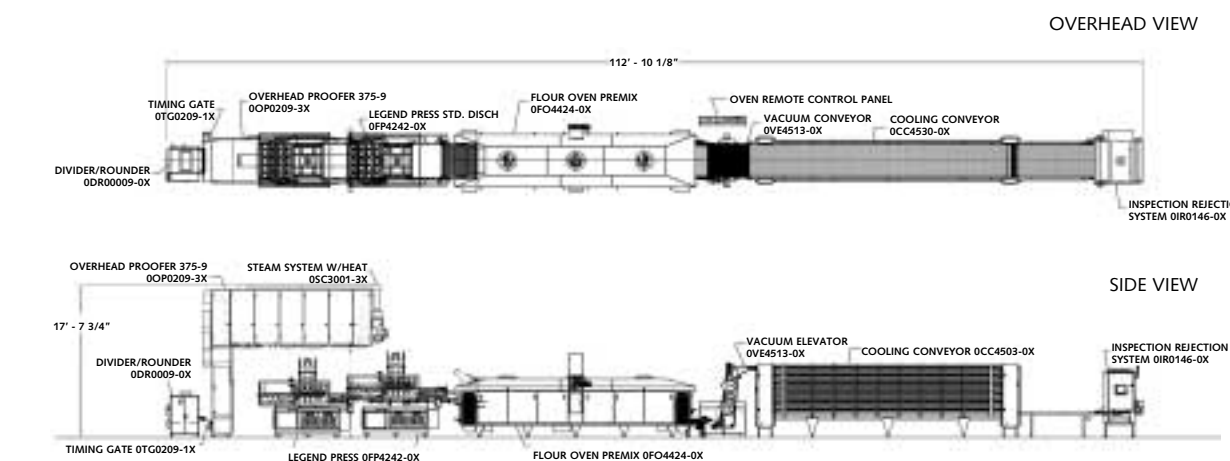 OVERHEAD VIEW
112' - 10 1/8"
TIMING GATE
0TG0209-1X
OVERHEAD PROOFER 375-9
0OP0209-3X
LEGEND PRESS STD. DISCH
0FP4242-0X
FLOUR OVEN PREMIX
0FO4424-0X
OVEN REMOTE CONTROL PANEL
VACUUM CONVEYOR
0VE4513-0X
COOLING CONVEYOR
0CC4530-0X
DIVIDER/ROUNDER
0DR00009-0X
INSPECTION REJECTI
SYSTEM 0IR0146-0X
OVERHEAD PROOFER 375-9
0OP0209-3X
STEAM SYSTEM W/HEAT
0SC3001-3X
SIDE VIEW
17' - 7 3/4"
DIVIDER/ROUNDER
0DR0009-0X
VACUUM ELEVATOR
0VE4513-0X
COOLING CONVEYOR 0CC4503-0X
INSPECTION REJECTION
SYSTEM 0IR0146-0X
TIMING GATE 0TG0209-1X
LEGEND PRESS 0FP4242-0X
FLOUR OVEN PREMIX 0FO4424-0X